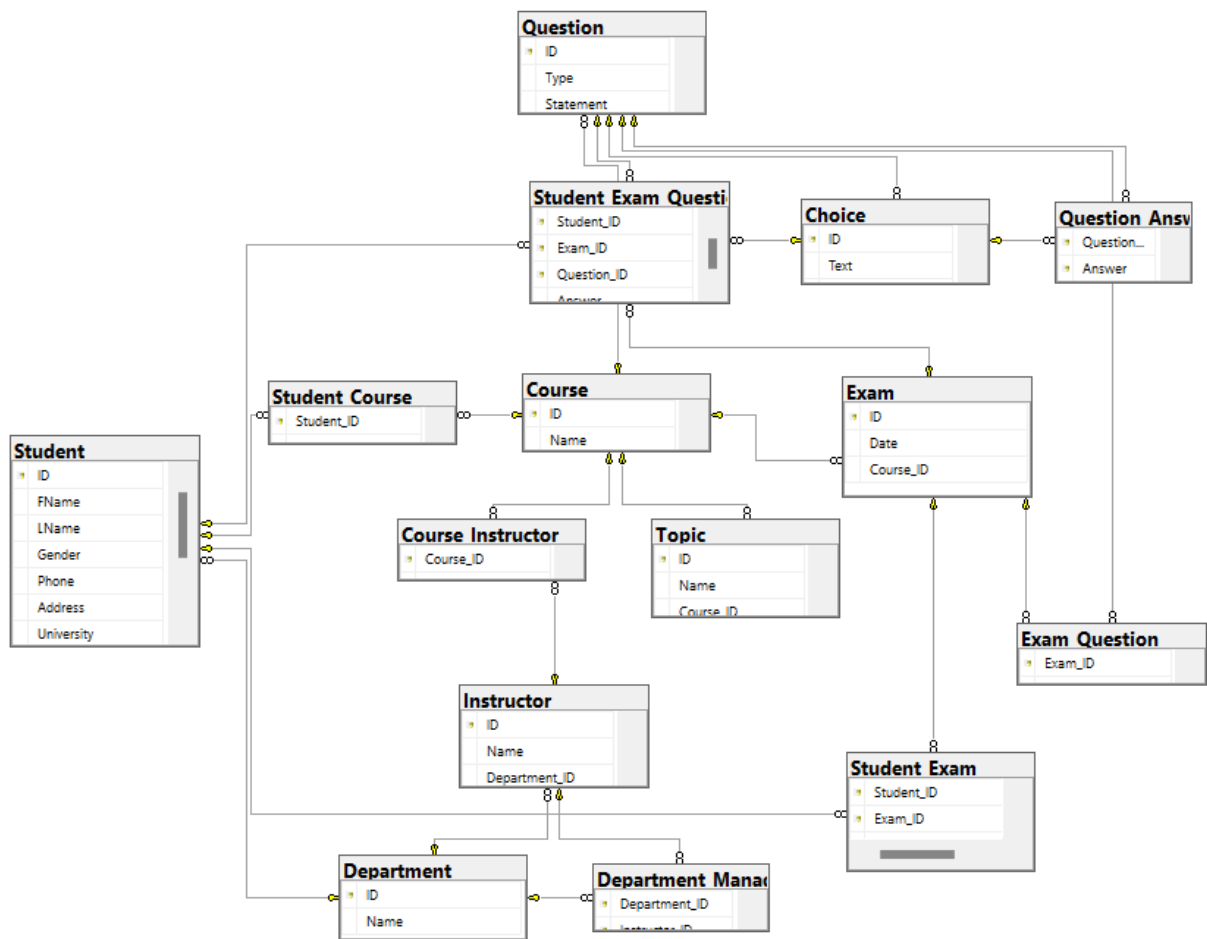 Question
ID
Type
Statement
Student Exam Questi
Student_ID
Exam_ID
Question_ID
Answer
Choice
ID
Text
Question Answ
Question...
Answer
Student Course
Student_ID
Course
ID
Name
Exam
ID
Date
Course_ID
Student
ID
FName
LName
Gender
Phone
Address
University
Course Instructor
Course_ID
Topic
ID
Name
Course_ID
Exam Question
Exam_ID
Instructor
ID
Name
Department_ID
Student Exam
Student_ID
Exam_ID
Department
ID
Name
Department Manag
Department_ID
Instructor_ID